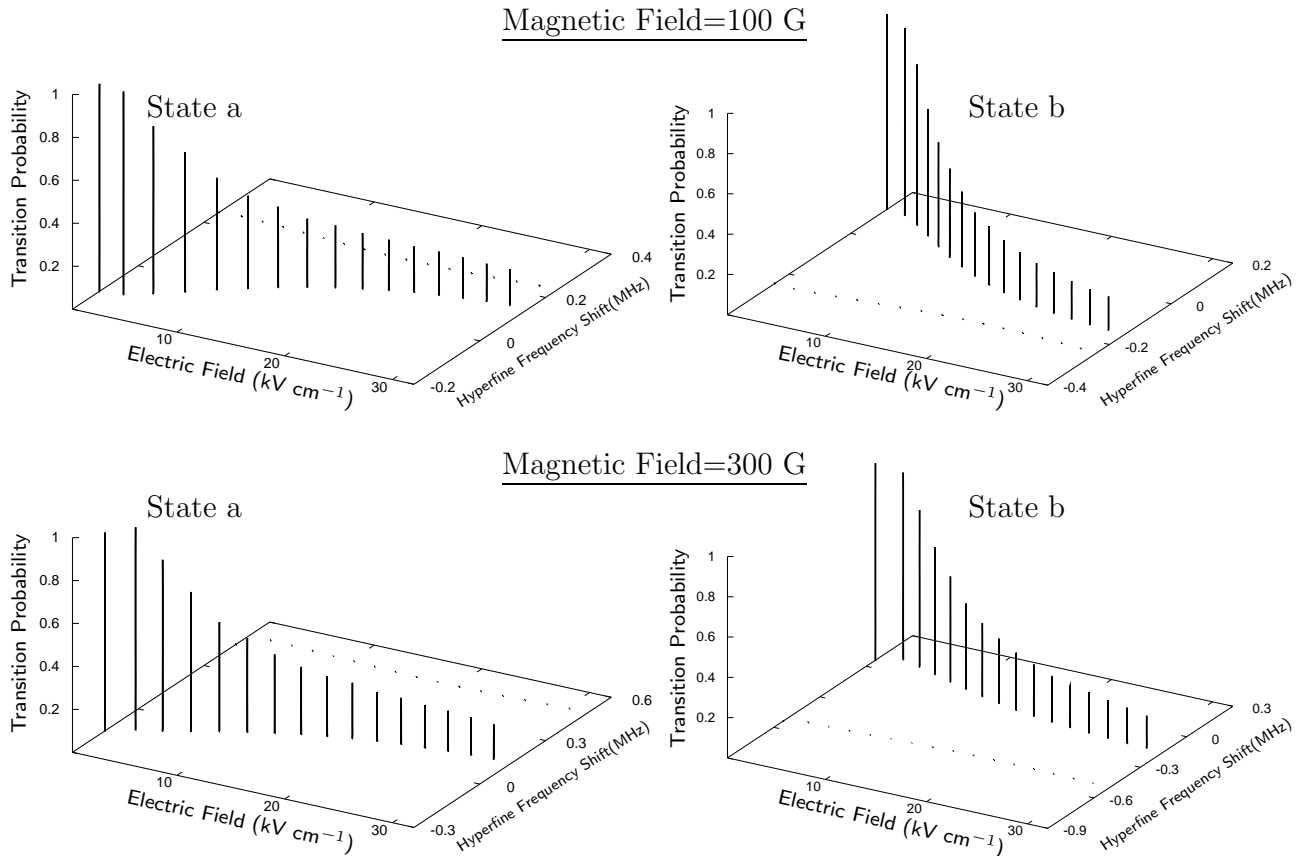 Magnetic Field=100 G
State a
Transition Probability
1
0.8
0.6
0.4
0.2
10
20
30
Electric Field (kV cm−1)
-0.2
0
0.2
0.4
Hyperfine Frequency Shift(MHz)
State b
Transition Probability
1
0.8
0.6
0.4
0.2
10
20
30
Electric Field (kV cm−1)
-0.4
-0.2
0
0.2
Hyperfine Frequency Shift(MHz)
Magnetic Field=300 G
State a
Transition Probability
1
0.8
0.6
0.4
0.2
10
20
30
Electric Field (kV cm−1)
-0.3
0
0.3
0.6
Hyperfine Frequency Shift(MHz)
State b
Transition Probability
1
0.8
0.6
0.4
0.2
10
20
30
Electric Field (kV cm−1)
-0.9
-0.6
-0.3
0
0.3
Hyperfine Frequency Shift(MHz)